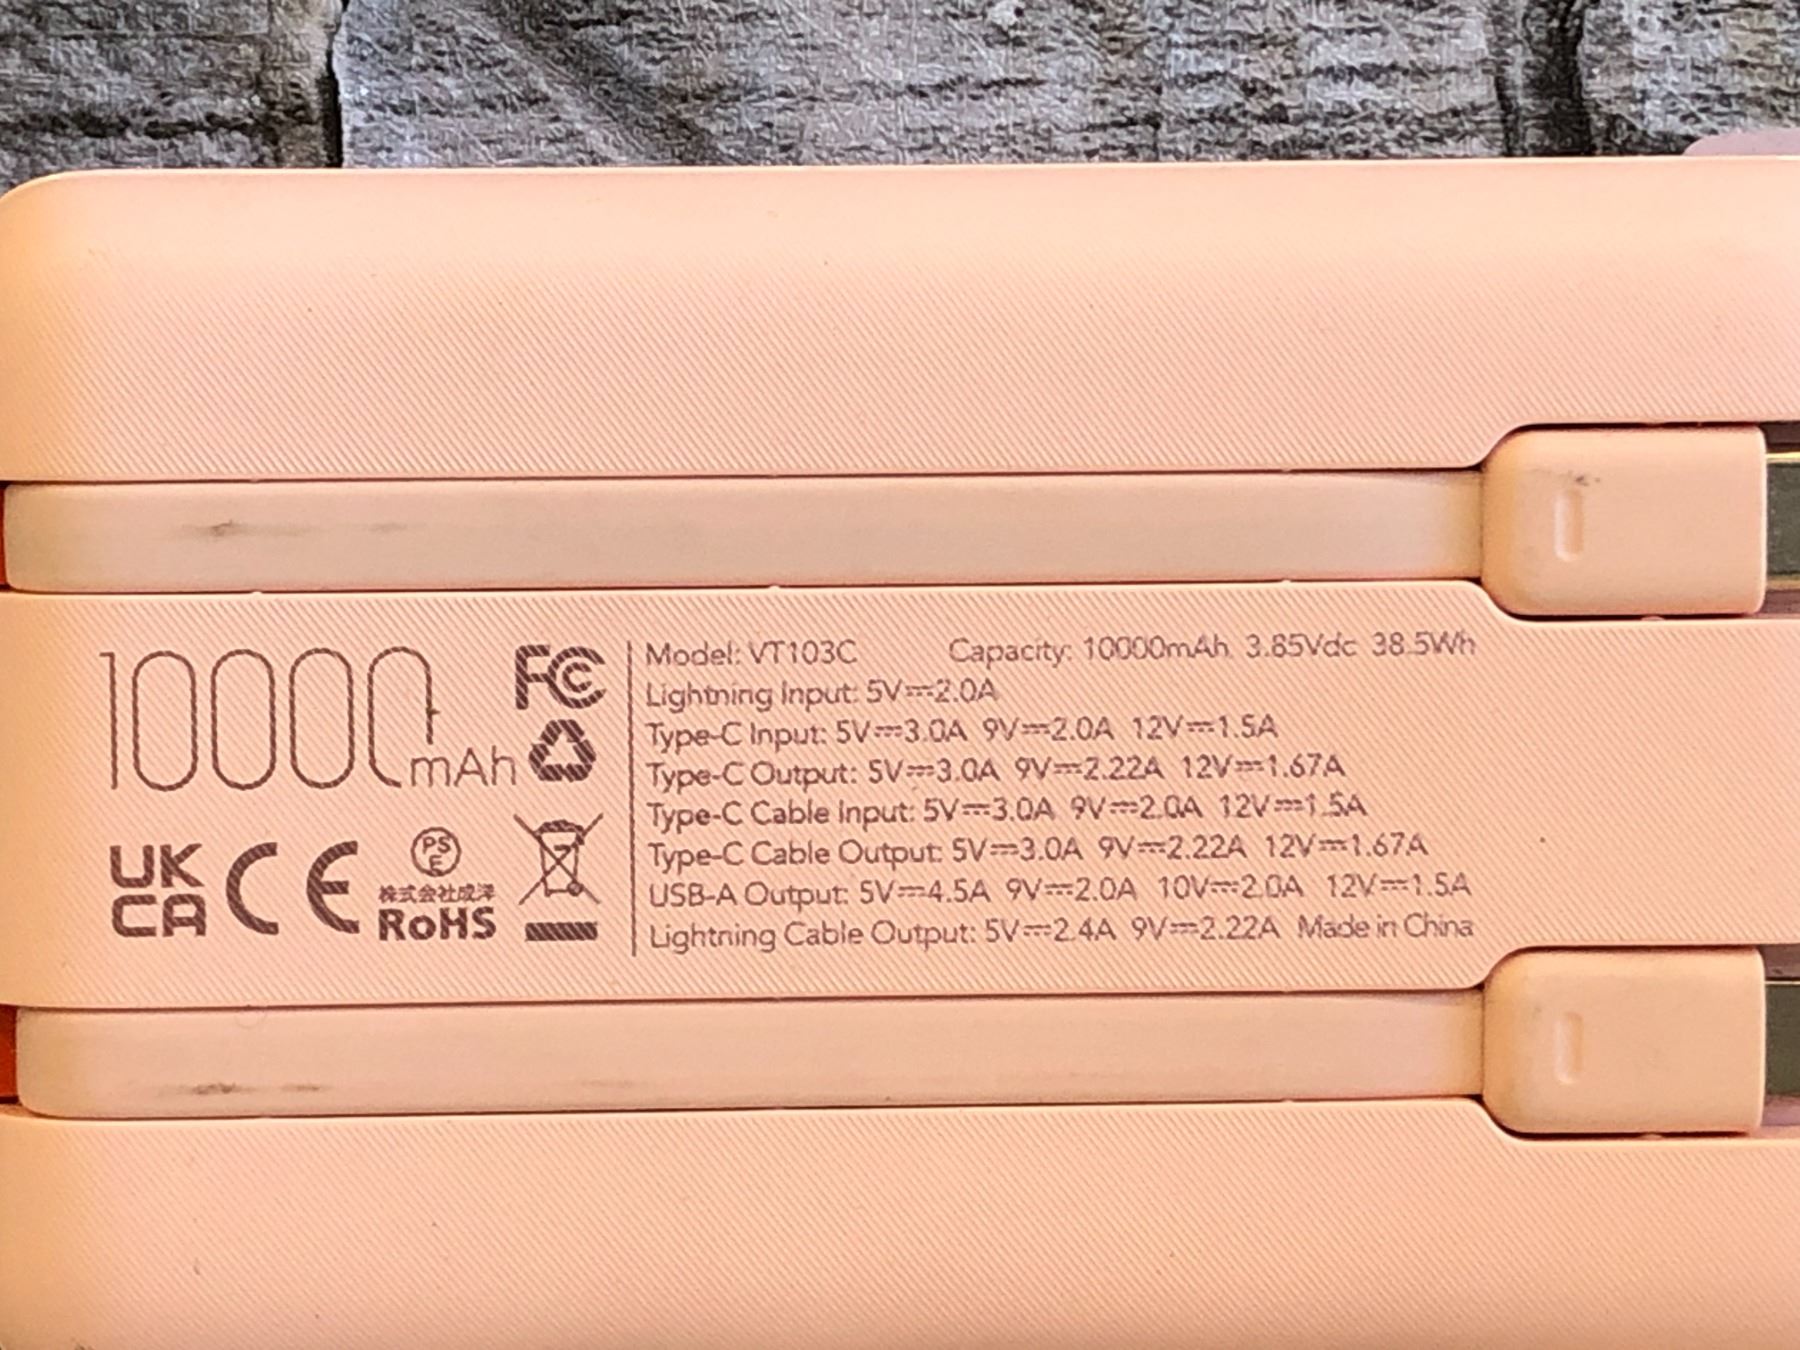 10000mAh
FC
UK
CA
CE
PS
E
株式会社成洋
RoHS
Model: VT103C Capacity: 10000mAh 3.85Vdc 38.5Wh
Lightning Input: 5V⎓2.0A
Type-C Input: 5V⎓3.0A 9V⎓2.0A 12V⎓1.5A
Type-C Output: 5V⎓3.0A 9V⎓2.22A 12V⎓1.67A
Type-C Cable Input: 5V⎓3.0A 9V⎓2.0A 12V⎓1.5A
Type-C Cable Output: 5V⎓3.0A 9V⎓2.22A 12V⎓1.67A
USB-A Output: 5V⎓4.5A 9V⎓2.0A 10V⎓2.0A 12V⎓1.5A
Lightning Cable Output: 5V⎓2.4A 9V⎓2.22A Made in China